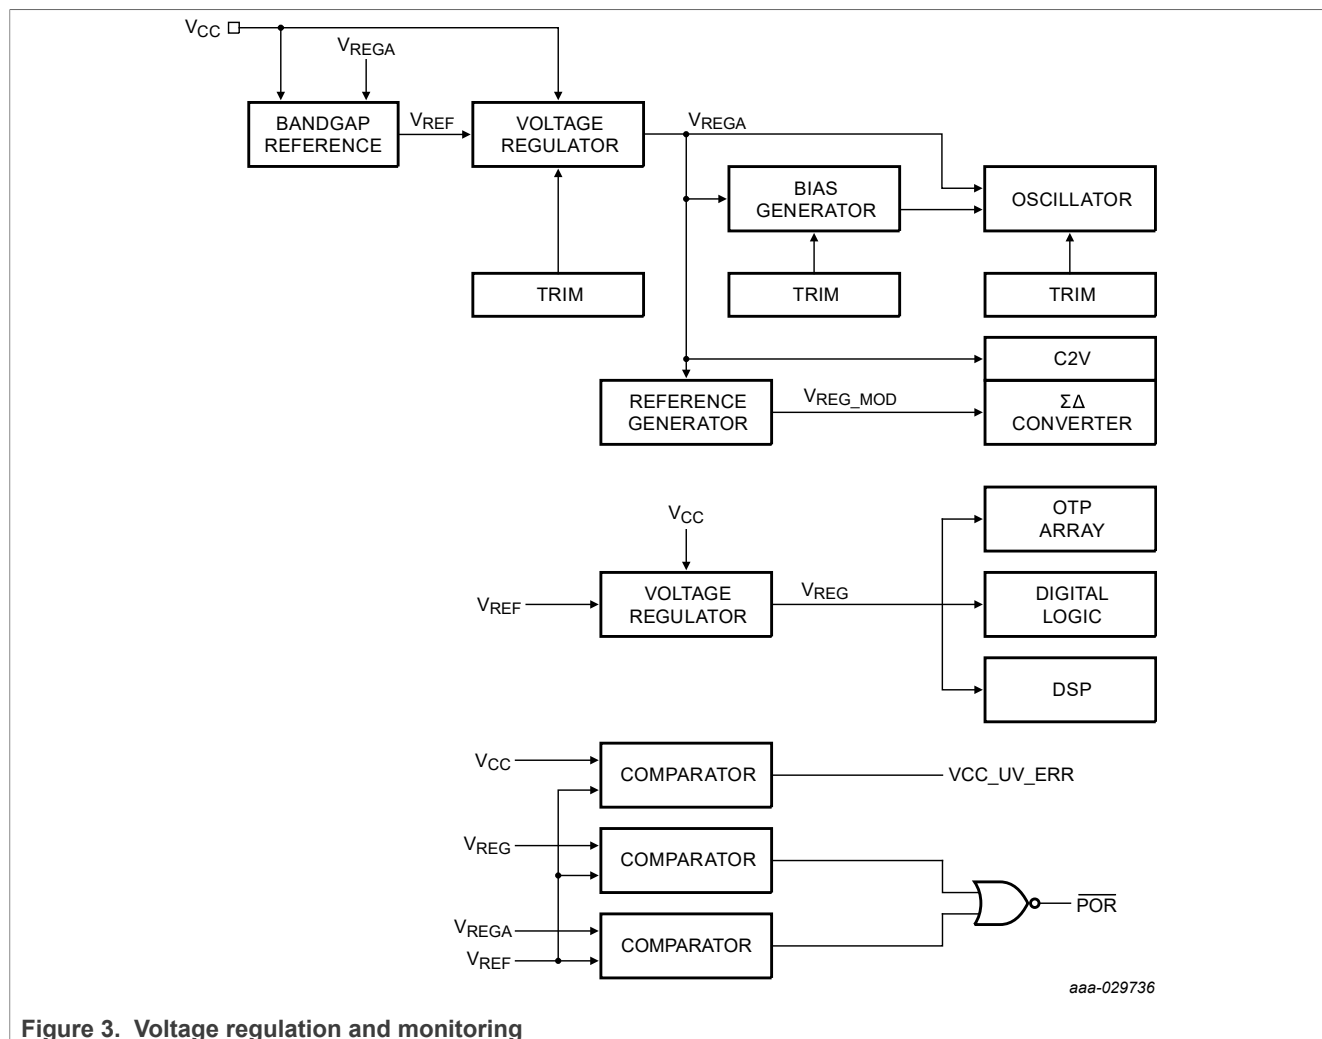 VCC
VREGA
BANDGAP
REFERENCE
VREF
VOLTAGE
REGULATOR
VREGA
BIAS
GENERATOR
OSCILLATOR
TRIM
TRIM
TRIM
C2V
REFERENCE
GENERATOR
VREG_MOD
ΣΔ
CONVERTER
VCC
OTP
ARRAY
VREF
VOLTAGE
REGULATOR
VREG
DIGITAL
LOGIC
DSP
VCC
COMPARATOR
VCC_UV_ERR
VREG
COMPARATOR
POR
VREGA
VREF
COMPARATOR
aaa-029736
Figure 3. Voltage regulation and monitoring